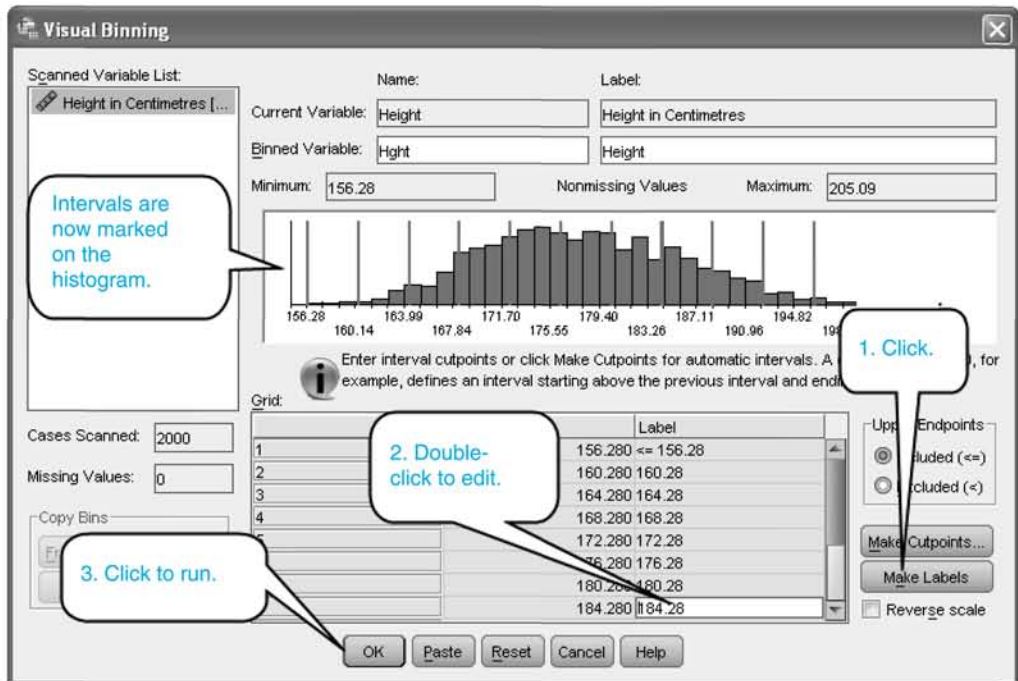 Visual Binning
Scanned Variable List:
Height in Centimetres [...
Name:
Label:
Current Variable:
Height
Height in Centimetres
Binned Variable:
Hght
Height
Minimum:
156.28
Nonmissing Values
Maximum:
205.09
Intervals are
now marked
on the
histogram.
156.28
160.14
163.99
167.84
171.70
175.55
179.40
183.26
187.11
190.96
194.82
1. Click.
Enter interval cutpoints or click Make Cutpoints for automatic intervals. A
, for
example, defines an interval starting above the previous interval and
Grid:
Label
1
156.280
<= 156.28
2
160.280
160.28
3
164.280
164.28
4
168.280
168.28
172.280
172.28
176.28
180.28
184.280
184.28
2. Double-
click to edit.
Cases Scanned:
2000
Missing Values:
0
Copy Bins
3. Click to run.
Endpoints
(<=)
(<)
Make Cutpoints...
Make Labels
Reverse scale
OK
Paste
Reset
Cancel
Help